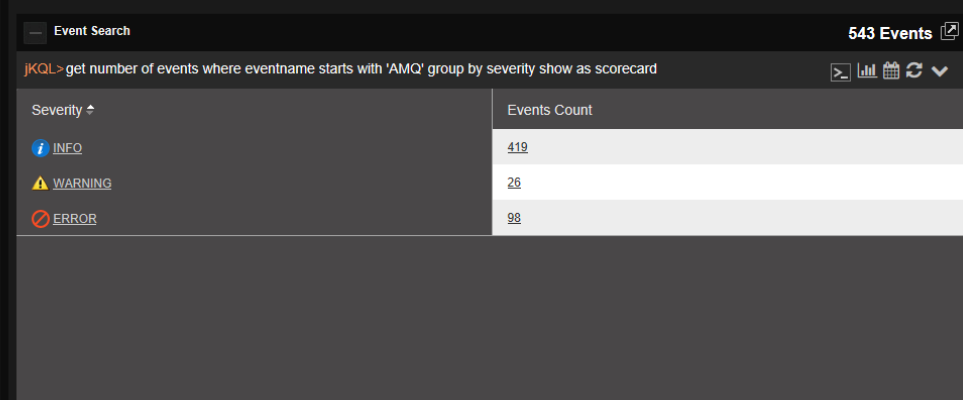 Event Search
543 Events
jKQL>get number of events where eventname starts with 'AMQ' group by severity show as scorecard
Severity Events Count
INFO 419
WARNING 26
ERROR 98